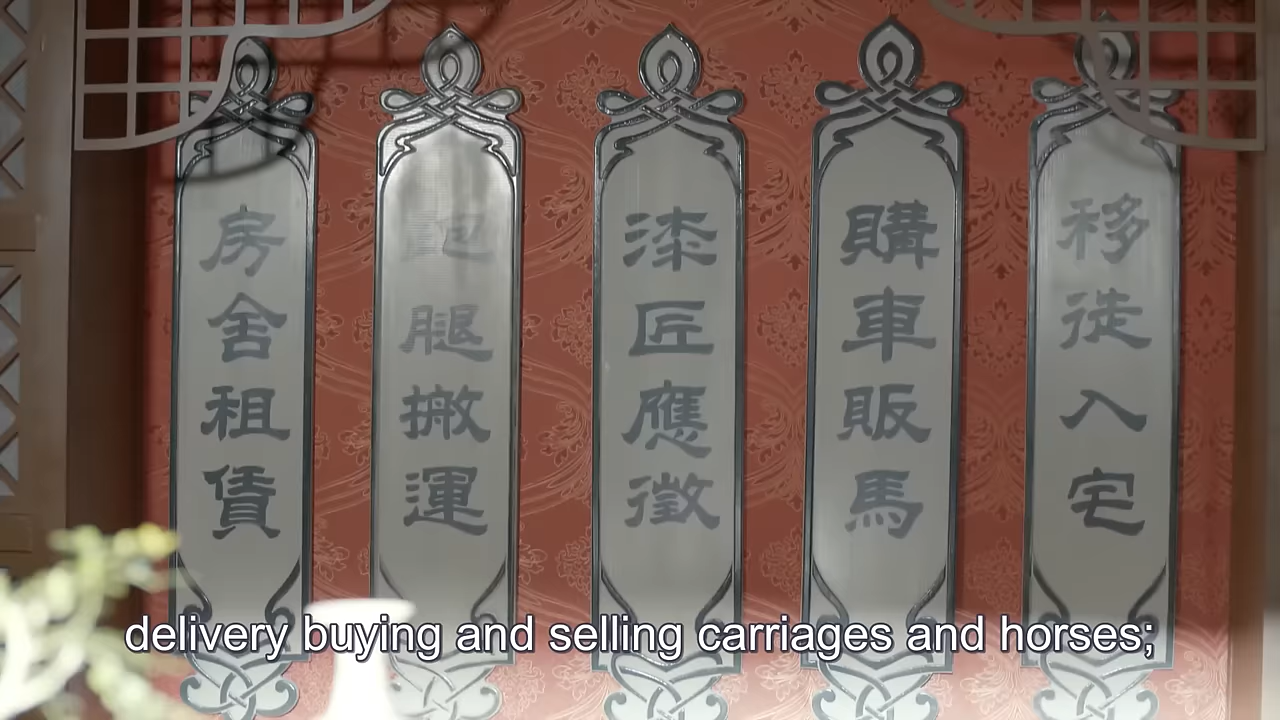 移徙入宅
購車販馬
漆匠應徵
跑腿搬運
房舍租賃
delivery buying and selling carriages and horses;